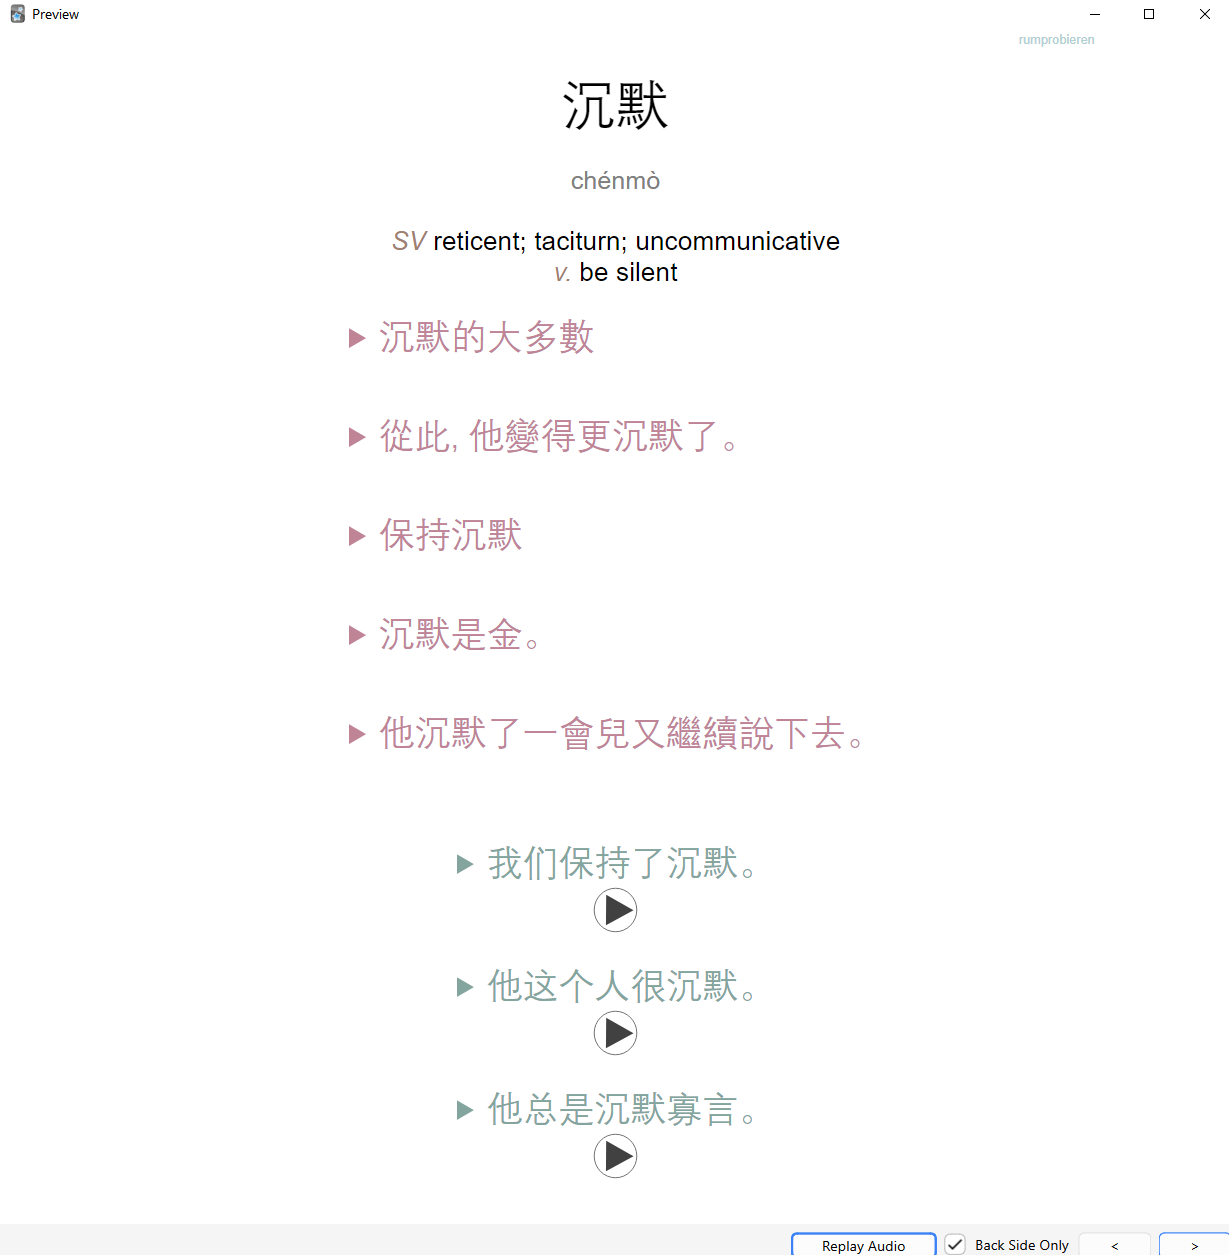 Preview
rumprobieren
沉默
chénmò
SV reticent; taciturn; uncommunicative
v. be silent
沉默的大多數
從此, 他變得更沉默了。
保持沉默
沉默是金。
他沉默了一會兒又繼續說下去。
我们保持了沉默。
他这个人很沉默。
他总是沉默寡言。
Replay Audio
Back Side Only
<
>